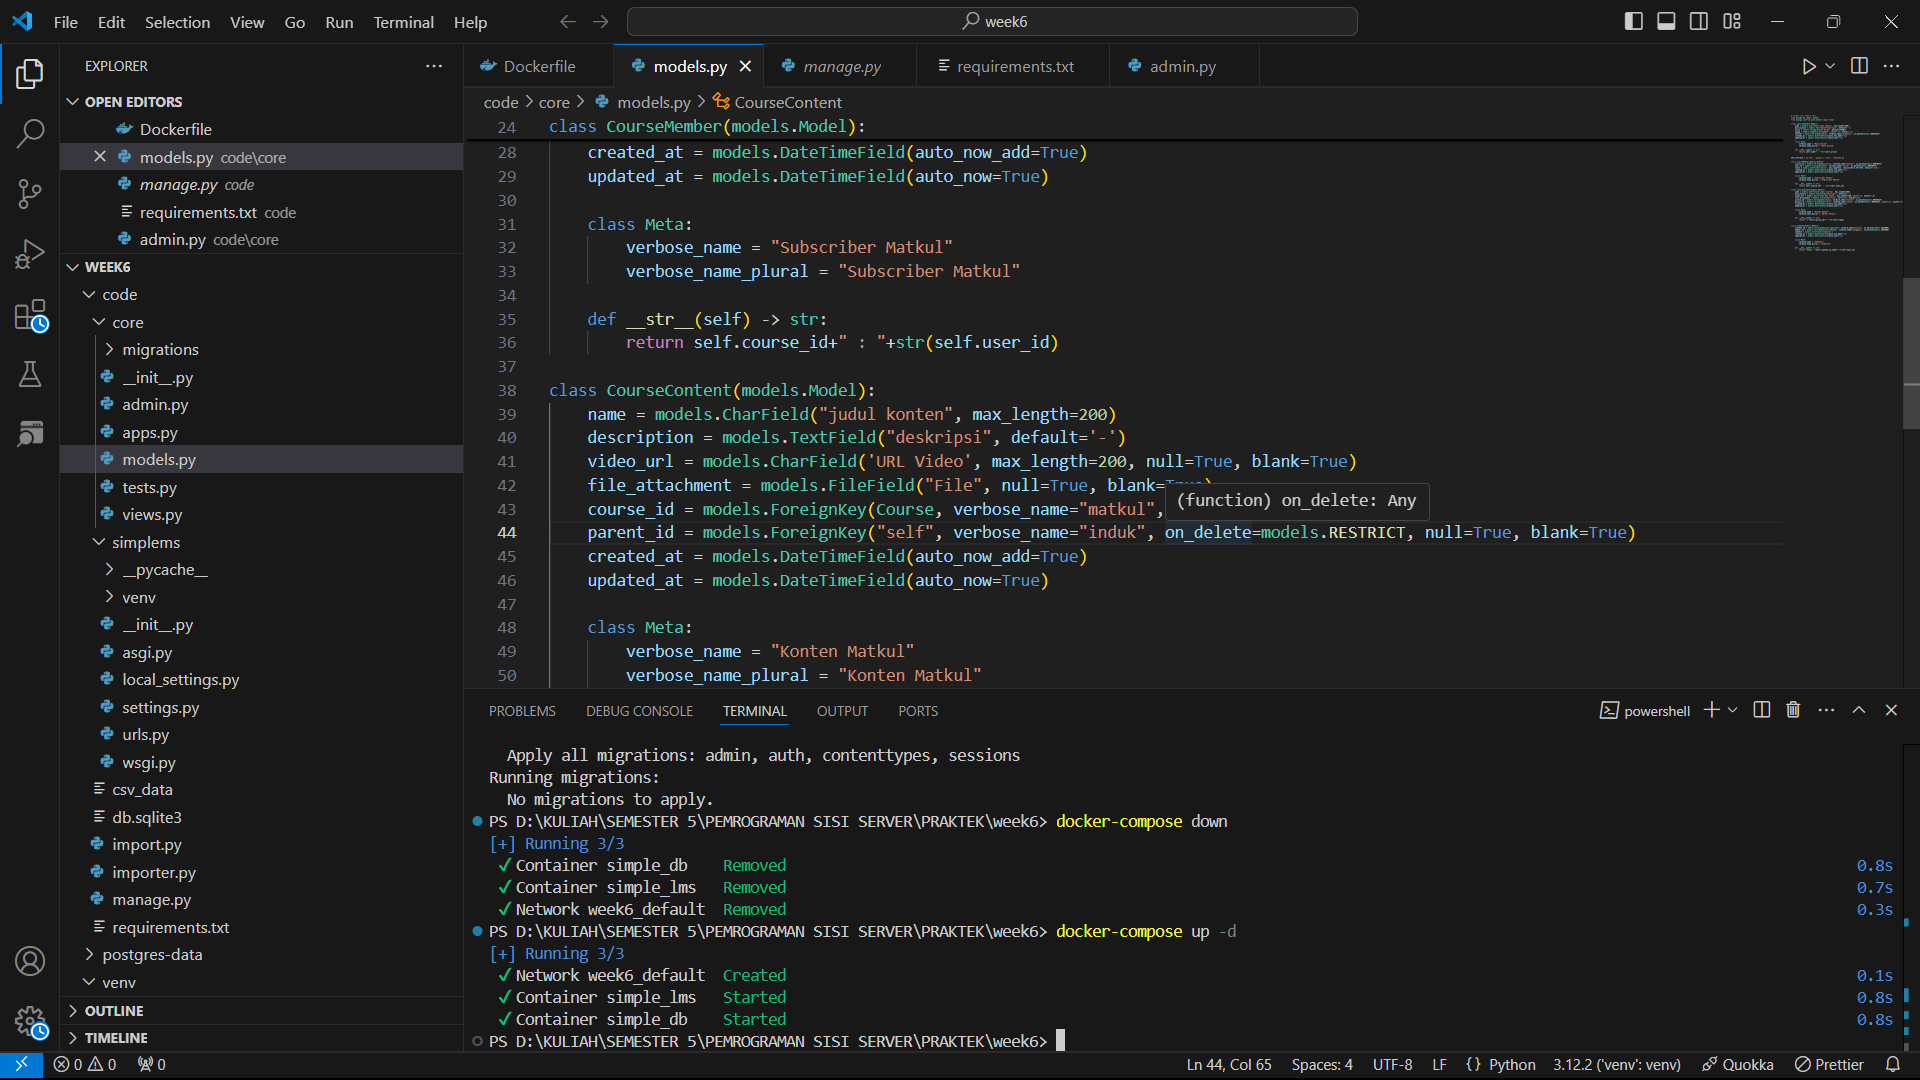 File Edit Selection View Go Run Terminal Help
week6
EXPLORER
OPEN EDITORS
Dockerfile
models.py code\core
manage.py code
requirements.txt code
admin.py code\core
WEEK6
code
core
migrations
__init__.py
admin.py
apps.py
models.py
tests.py
views.py
simplems
__pycache__
venv
__init__.py
asgi.py
local_settings.py
settings.py
urls.py
wsgi.py
csv_data
db.sqlite3
import.py
importer.py
manage.py
requirements.txt
postgres-data
venv
OUTLINE
TIMELINE
Dockerfile models.py manage.py requirements.txt admin.py
code > core > models.py > CourseContent
24 class CourseMember(models.Model):
28 created_at = models.DateTimeField(auto_now_add=True)
29 updated_at = models.DateTimeField(auto_now=True)
30
31 class Meta:
32 verbose_name = "Subscriber Matkul"
33 verbose_name_plural = "Subscriber Matkul"
34
35 def __str__(self) -> str:
36 return self.course_id+" : "+str(self.user_id)
37
38 class CourseContent(models.Model):
39 name = models.CharField("judul konten", max_length=200)
40 description = models.TextField("deskripsi", default='-')
41 video_url = models.CharField('URL Video', max_length=200, null=True, blank=True)
42 file_attachment = models.FileField("File", null=True, blank=True)
43 course_id = models.ForeignKey(Course, verbose_name="matkul",
(function) on_delete: Any
44 parent_id = models.ForeignKey("self", verbose_name="induk", on_delete=models.RESTRICT, null=True, blank=True)
45 created_at = models.DateTimeField(auto_now_add=True)
46 updated_at = models.DateTimeField(auto_now=True)
47
48 class Meta:
49 verbose_name = "Konten Matkul"
50 verbose_name_plural = "Konten Matkul"
PROBLEMS DEBUG CONSOLE TERMINAL OUTPUT PORTS
powershell
Apply all migrations: admin, auth, contenttypes, sessions
Running migrations:
No migrations to apply.
PS D:\KULIAH\SEMESTER 5\PEMROGRAMAN SISI SERVER\PRAKTEK\week6> docker-compose down
[+] Running 3/3
✓ Container simple_db Removed 0.8s
✓ Container simple_lms Removed 0.7s
✓ Network week6_default Removed 0.3s
PS D:\KULIAH\SEMESTER 5\PEMROGRAMAN SISI SERVER\PRAKTEK\week6> docker-compose up -d
[+] Running 3/3
✓ Network week6_default Created 0.1s
✓ Container simple_lms Started 0.8s
✓ Container simple_db Started 0.8s
PS D:\KULIAH\SEMESTER 5\PEMROGRAMAN SISI SERVER\PRAKTEK\week6>
0 0 0 Ln 44, Col 65 Spaces: 4 UTF-8 LF {} Python 3.12.2 ('venv': venv) Quokka Prettier